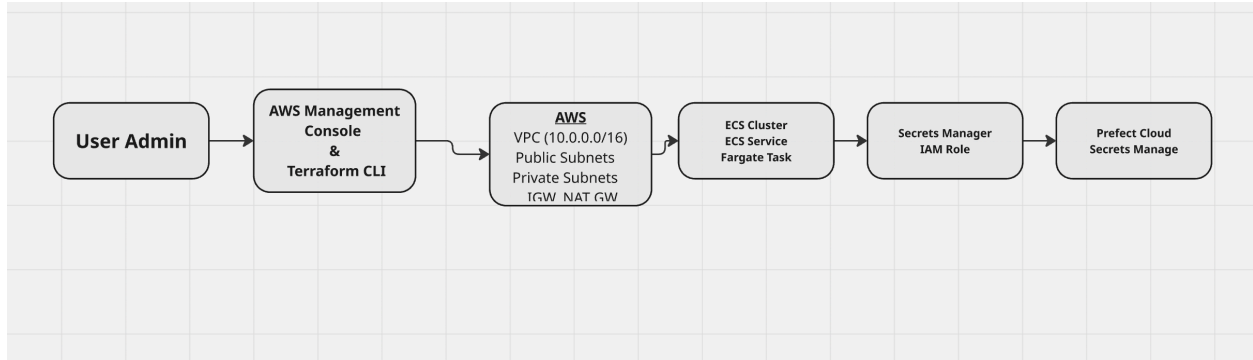 User Admin
AWS Management
Console
&
Terraform CLI
AWS
VPC (10.0.0.0/16)
Public Subnets
Private Subnets
IGW, NAT GW
ECS Cluster
ECS Service
Fargate Task
Secrets Manager
IAM Role
Prefect Cloud
Secrets Manage